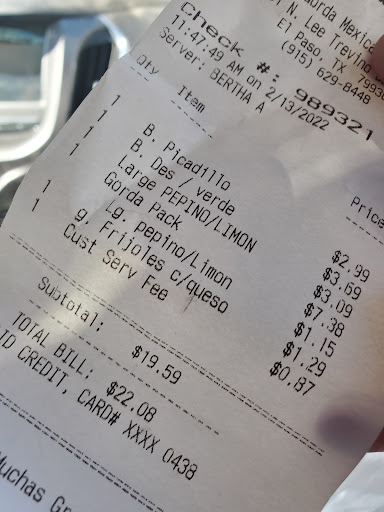 orda Mexica
N. Lee Trevino
El Paso, TX 7993
(915) 629-8448
Check #: 989321
11:47:49 AM on 2/13/2022
Server: BERTHA A
Qty Item Price
1 B. Picadillo $2.99
1 B. Des / verde $3.69
1 Large PEPINO/LIMON $3.09
1 Gorda Pack $7.38
1 Lg. pepino/Limon $1.15
1 g. Frijoles c/queso $1.29
Cust Serv Fee $0.87
Subtotal: $19.59
TOTAL BILL: $22.08
ID CREDIT, CARD# XXXX 0438
Muchas Gr